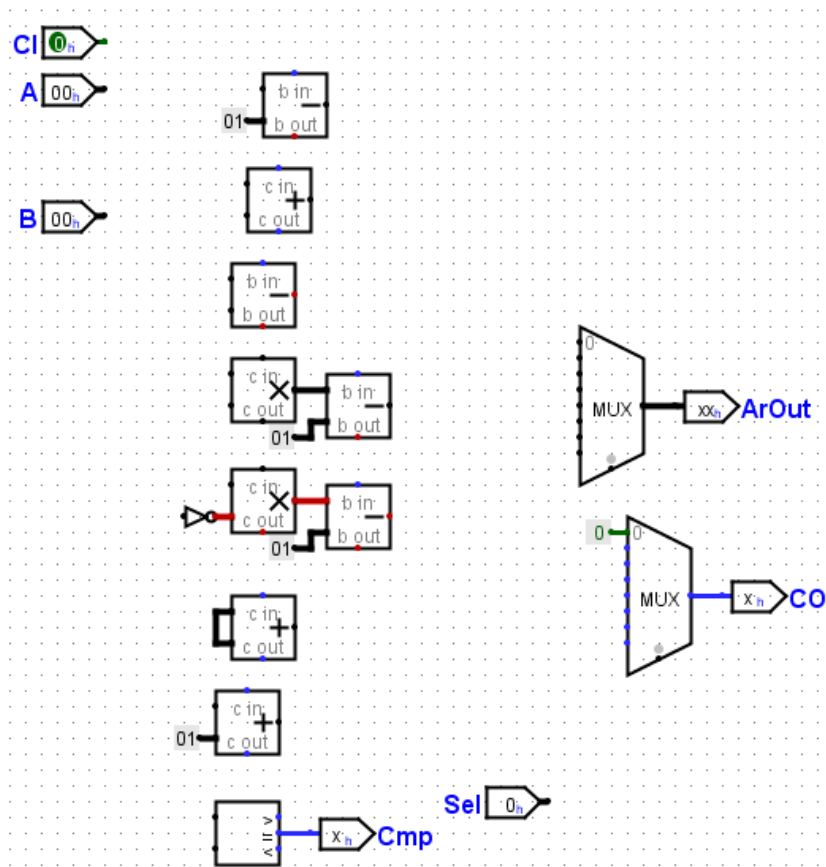 CI 0h
A 00h
b in
01 b out
c in
B 00h
c out
b in
b out
0
c in
b in
MUX xxh ArOut
c out
b out
01
c in
b in
c out
b out
0 0
01
MUX xh CO
c in
c out
c in
01 c out
Sel 0h
> = <
xh Cmp